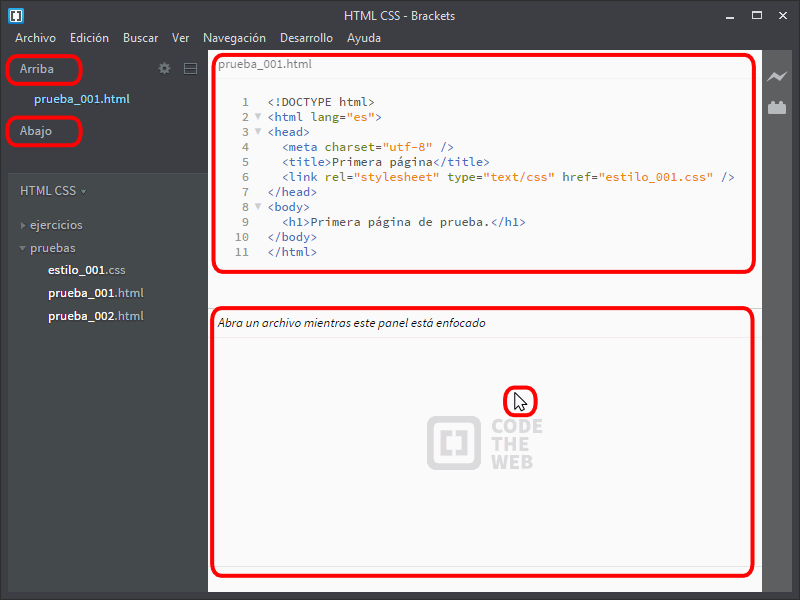 HTML CSS - Brackets
Archivo Edición Buscar Ver Navegación Desarrollo Ayuda
Arriba
prueba_001.html
Abajo
HTML CSS
ejercicios
pruebas
estilo_001.css
prueba_001.html
prueba_002.html
prueba_001.html
1 <!DOCTYPE html>
2 <html lang="es">
3 <head>
4 <meta charset="utf-8" />
5 <title>Primera página</title>
6 <link rel="stylesheet" type="text/css" href="estilo_001.css" />
7 </head>
8 <body>
9 <h1>Primera página de prueba.</h1>
10 </body>
11 </html>
Abra un archivo mientras este panel está enfocado
CODE
THE
WEB